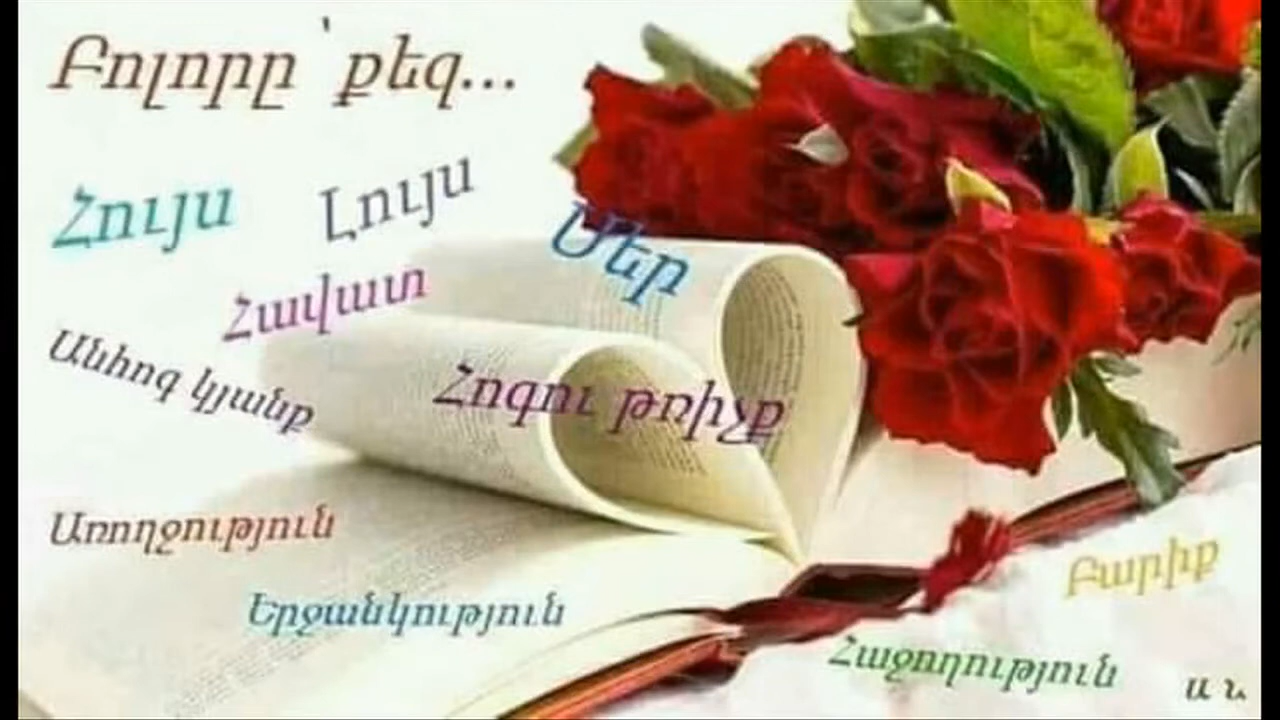 Բոլորը՝ քեզ...
Հույս
Լույս
Սեր
Հավատ
Անհոգ կյանք
Հոգու թռիչք
Առողջություն
Երջանկություն
Բարիք
Հաջողություն
Ա Ն